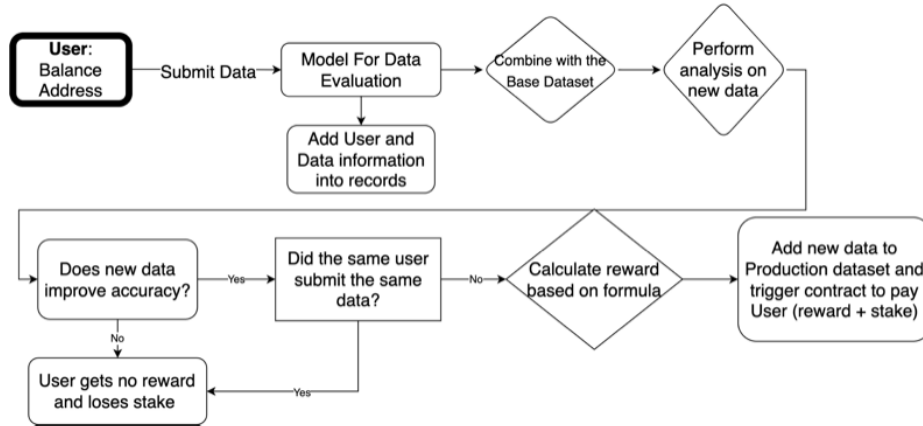 User:
Balance
Address
Submit Data
Model For Data
Evaluation
Combine with the
Base Dataset
Perform
analysis on
new data
Add User and
Data information
into records
Does new data
improve accuracy?
Yes
Did the same user
submit the same
data?
No
Calculate reward
based on formula
Add new data to
Production dataset and
trigger contract to pay
User (reward + stake)
No
User gets no reward
and loses stake
Yes